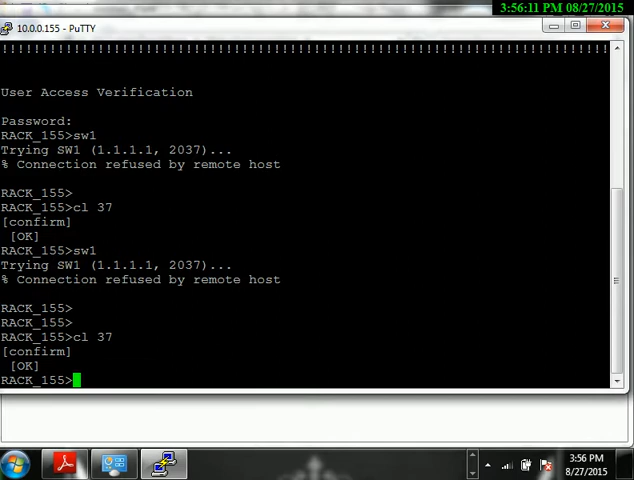 3:56:11 PM 08/27/2015
10.0.0.155 - PuTTY
!!!!!!!!!!!!!!!!!!!!!!!!!!!!!!!!!!!!!!!!!!!!!!!!!!!!!!!!!!!!!!!!!!!!!!!!!!!!
User Access Verification
Password:
RACK_155>sw1
Trying SW1 (1.1.1.1, 2037)...
% Connection refused by remote host
RACK_155>
RACK_155>cl 37
[confirm]
[OK]
RACK_155>sw1
Trying SW1 (1.1.1.1, 2037)...
% Connection refused by remote host
RACK_155>
RACK_155>
RACK_155>cl 37
[confirm]
[OK]
RACK_155>
3:56 PM
8/27/2015